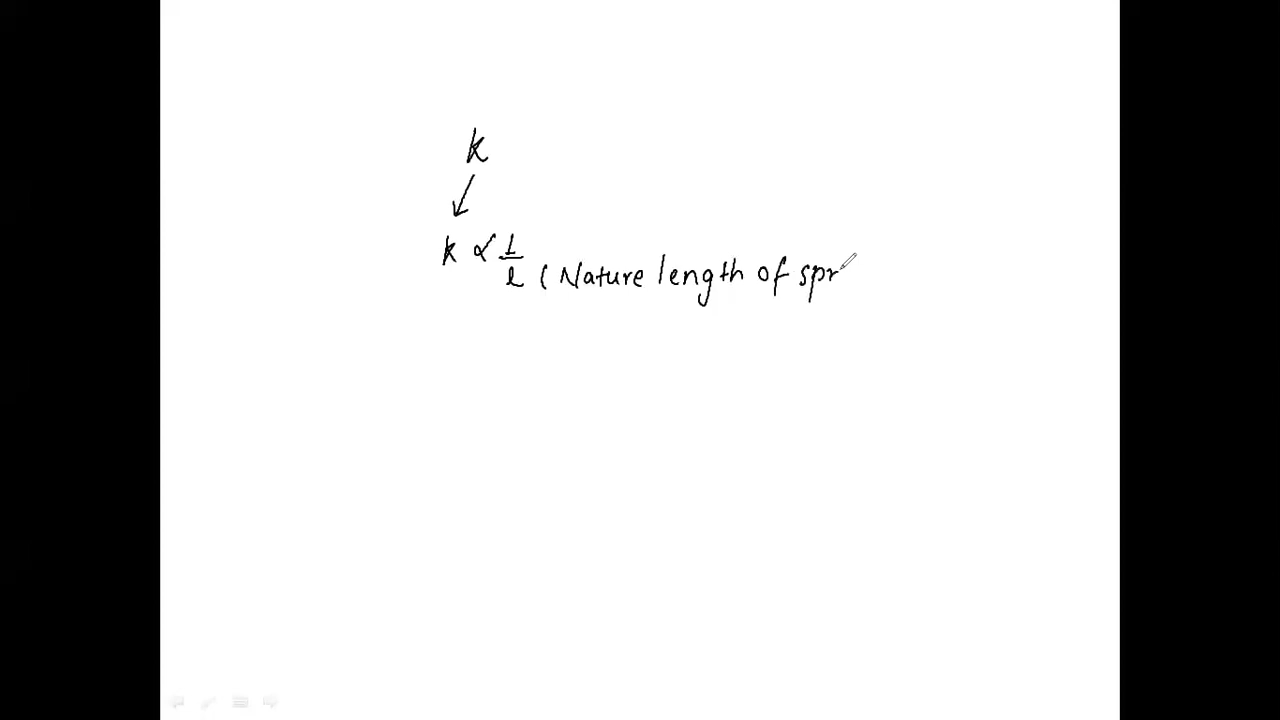 k
↙
k ∝ 1/l (Nature length of spr